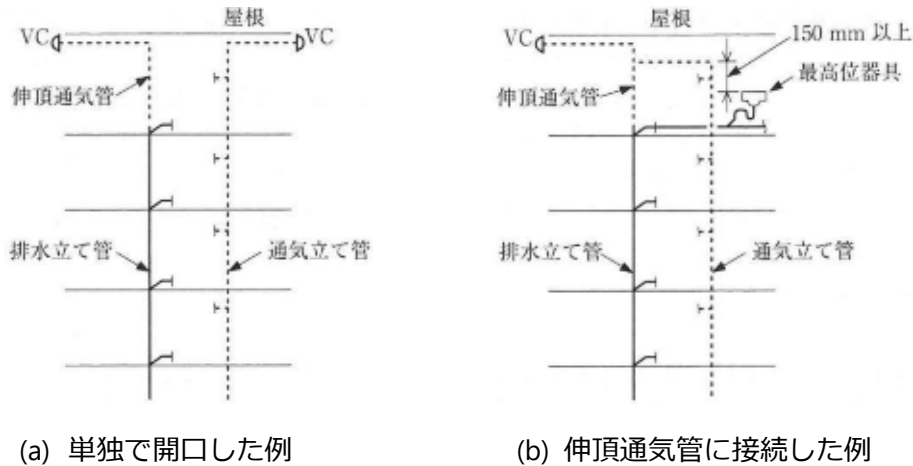 屋根
VC
VC
伸頂通気管
排水立て管
通気立て管
(a) 単独で開口した例
屋根
VC
150 mm 以上
最高位器具
伸頂通気管
排水立て管
通気立て管
(b) 伸頂通気管に接続した例